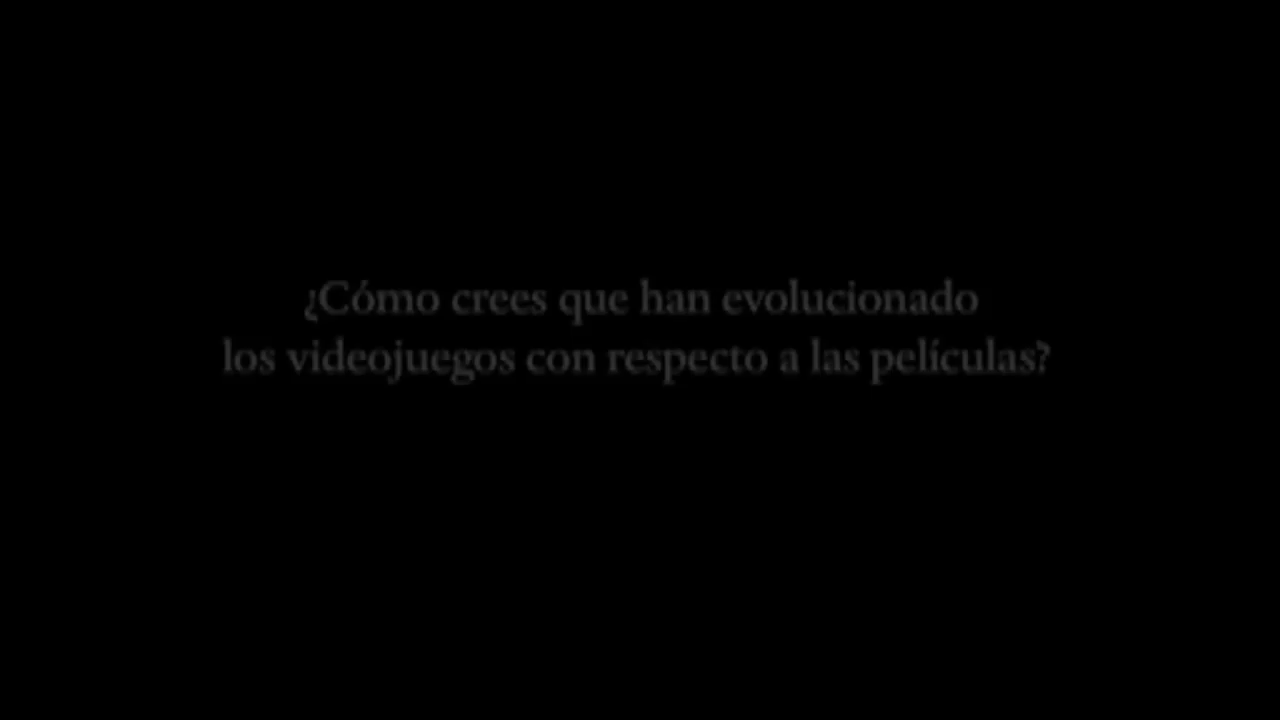 ¿Cómo crees que han evolucionado
los videojuegos con respecto a las películas?